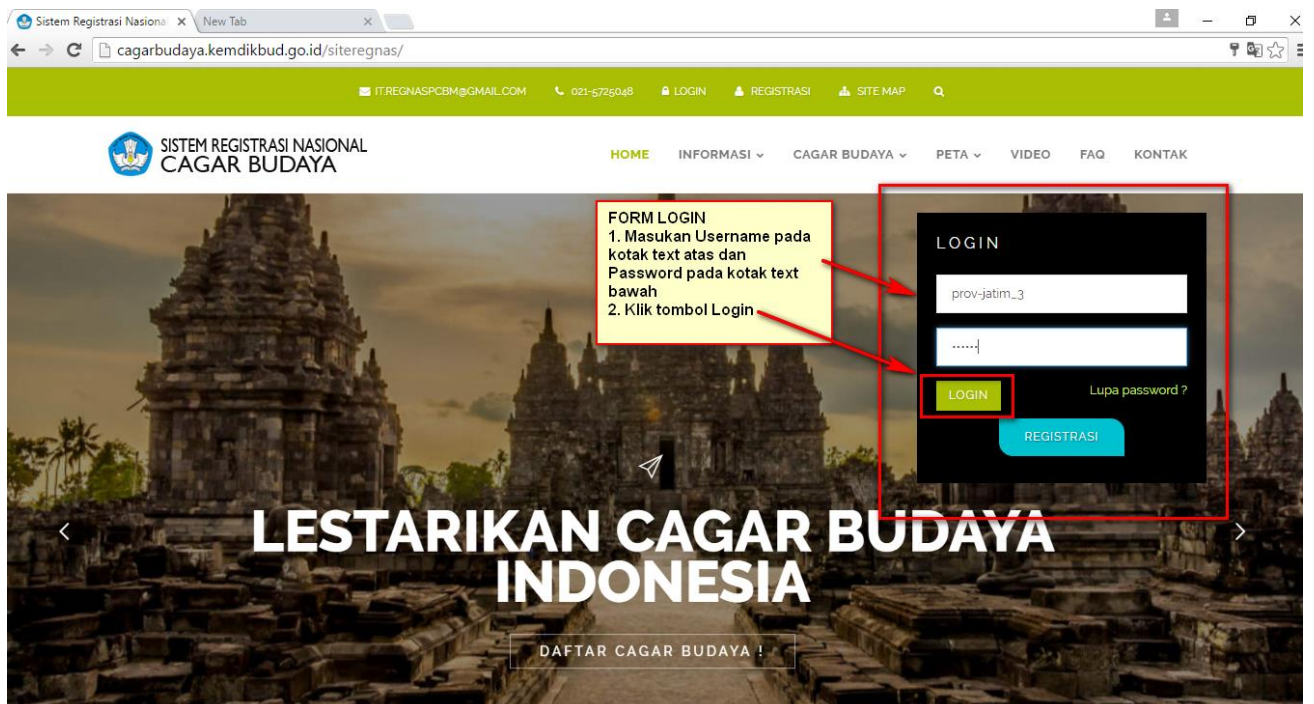 Sistem Registrasi Nasiona
New Tab
cagarbudaya.kemdikbud.go.id/siteregnas/
IT.REGNASPCBM@GMAIL.COM 021-5725048 LOGIN REGISTRASI SITE MAP
SISTEM REGISTRASI NASIONAL
CAGAR BUDAYA
HOME INFORMASI CAGAR BUDAYA PETA VIDEO FAQ KONTAK
FORM LOGIN
1. Masukan Username pada
kotak text atas dan
Password pada kotak text
bawah
2. Klik tombol Login
LOGIN
prov-jatim_3
······
LOGIN
Lupa password ?
REGISTRASI
LESTARIKAN CAGAR BUDAYA
INDONESIA
DAFTAR CAGAR BUDAYA !